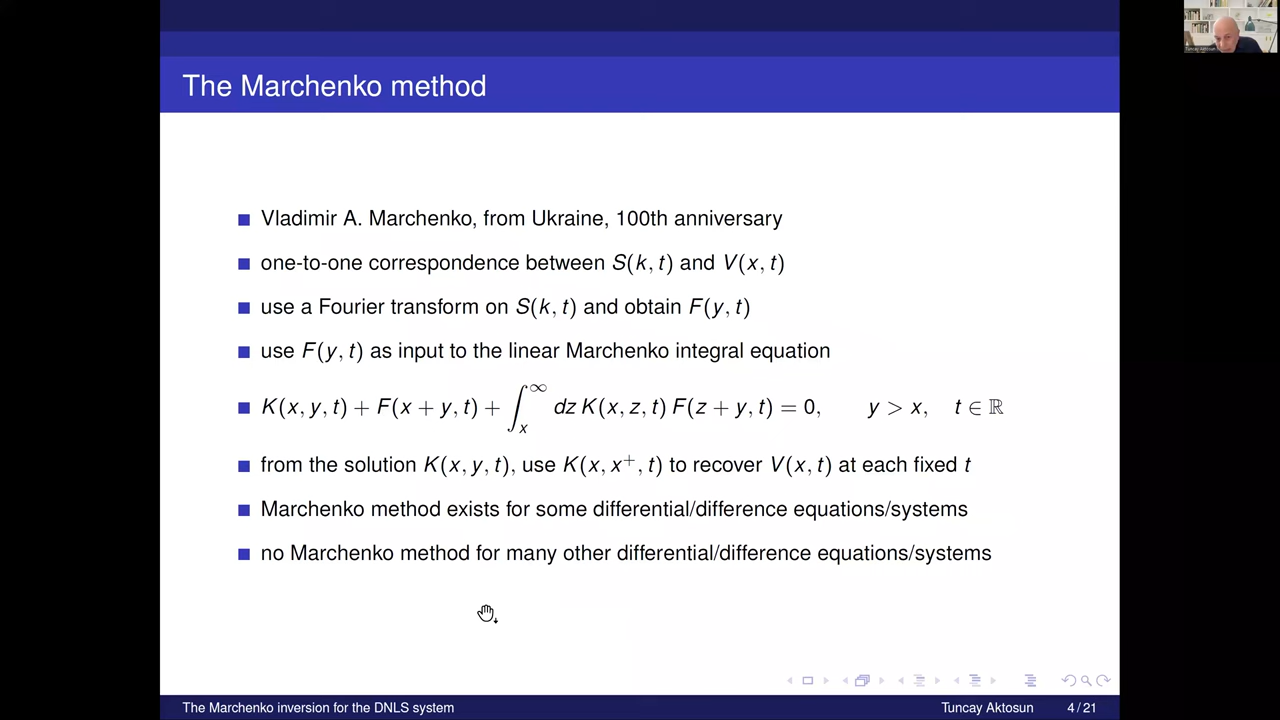 Tuncay Aktosun
The Marchenko method
Vladimir A. Marchenko, from Ukraine, 100th anniversary
one-to-one correspondence between S(k, t) and V(x, t)
use a Fourier transform on S(k, t) and obtain F(y, t)
use F(y, t) as input to the linear Marchenko integral equation
K(x, y, t) + F(x + y, t) + ∫_x^∞ dz K(x, z, t) F(z + y, t) = 0, y > x, t ∈ ℝ
from the solution K(x, y, t), use K(x, x⁺, t) to recover V(x, t) at each fixed t
Marchenko method exists for some differential/difference equations/systems
no Marchenko method for many other differential/difference equations/systems
The Marchenko inversion for the DNLS system Tuncay Aktosun 4 / 21